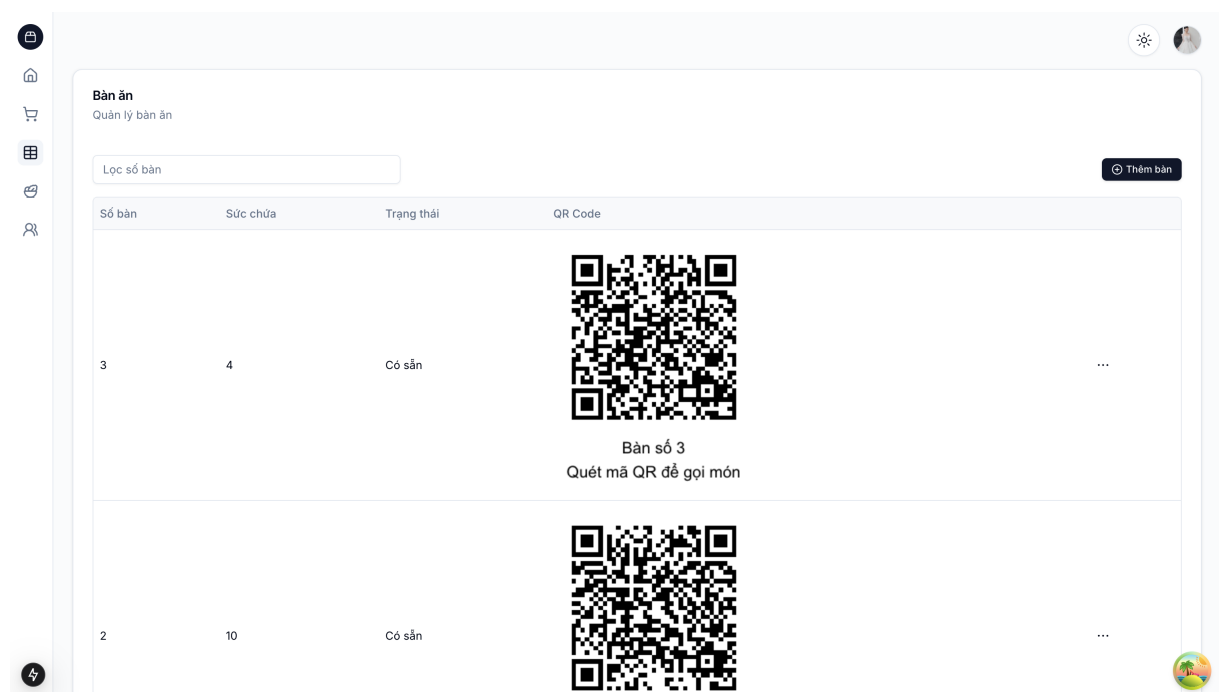 Bàn ăn
Quản lý bàn ăn
Lọc số bàn
Thêm bàn
Số bàn Sức chứa Trạng thái QR Code
3 4 Có sẵn ...
Bàn số 3
Quét mã QR để gọi món
2 10 Có sẵn ...